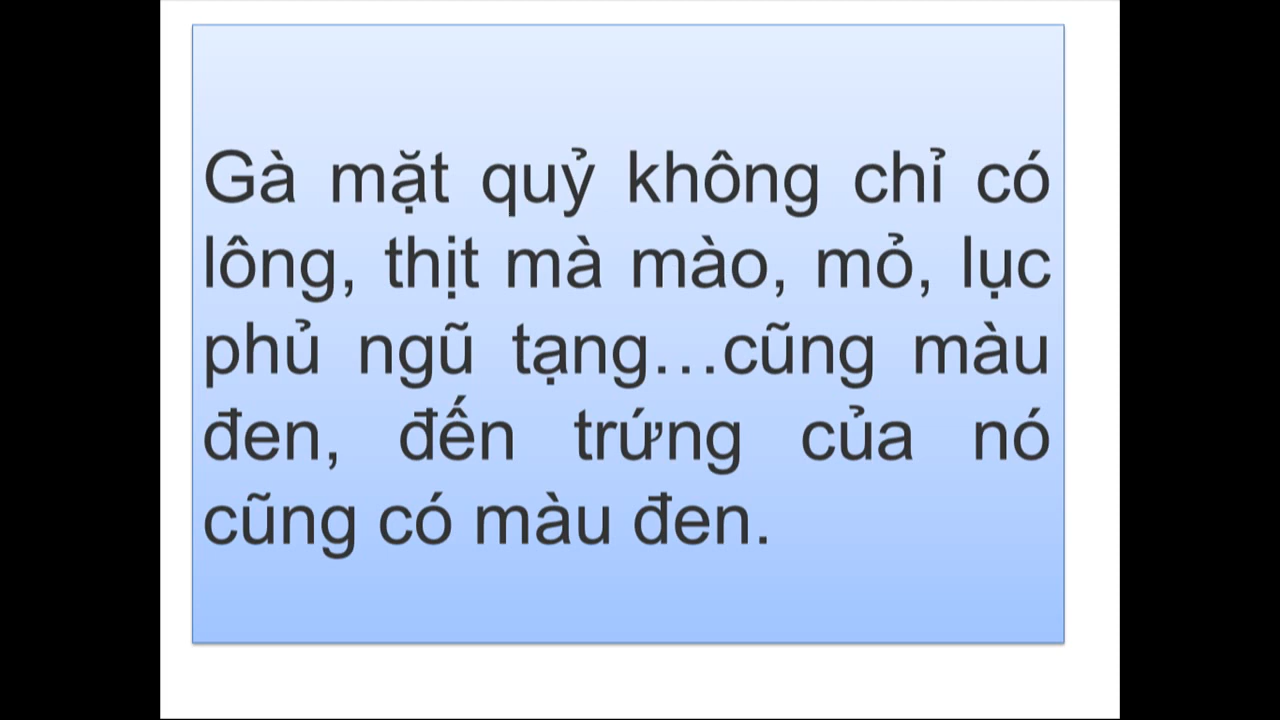 Gà mặt quỷ không chỉ có
lông, thịt mà mào, mỏ, lục
phủ ngũ tạng…cũng màu
đen, đến trứng của nó
cũng có màu đen.